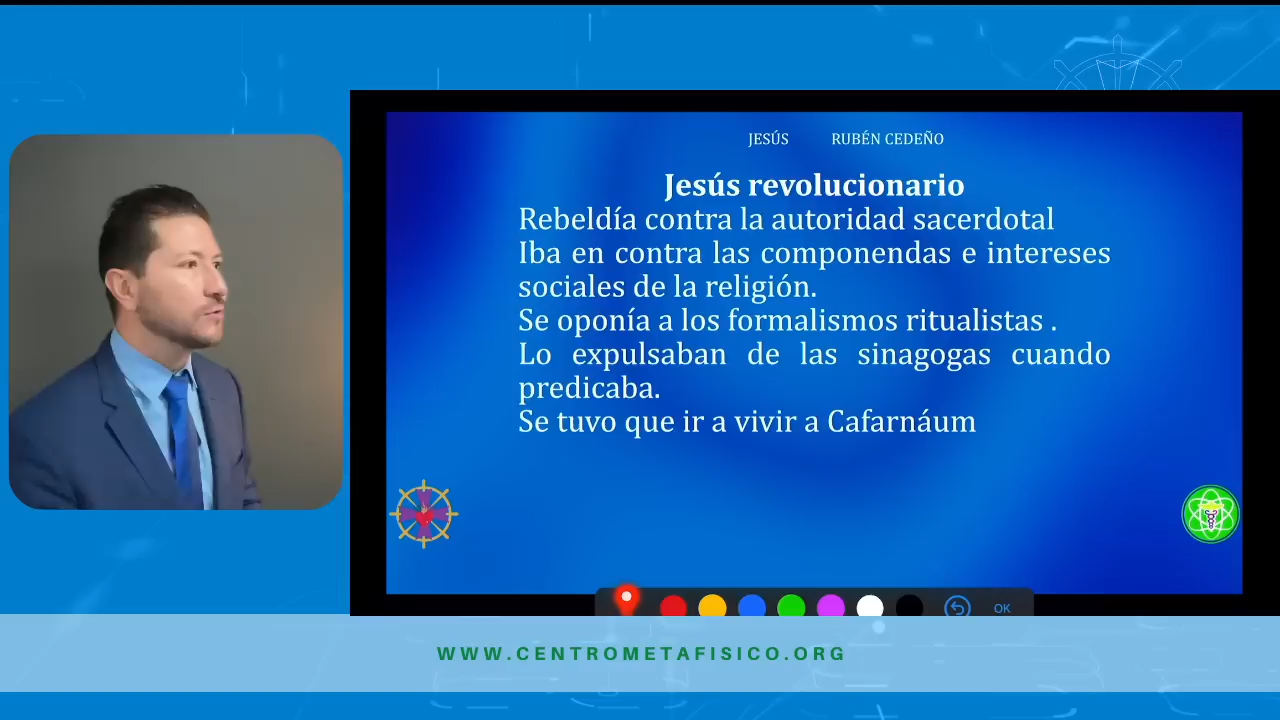 JESÚS RUBÉN CEDEÑO
Jesús revolucionario
Rebeldía contra la autoridad sacerdotal
Iba en contra las componendas e intereses
sociales de la religión.
Se oponía a los formalismos ritualistas .
Lo expulsaban de las sinagogas cuando
predicaba.
Se tuvo que ir a vivir a Cafarnáum
OK
WWW.CENTROMETAFISICO.ORG